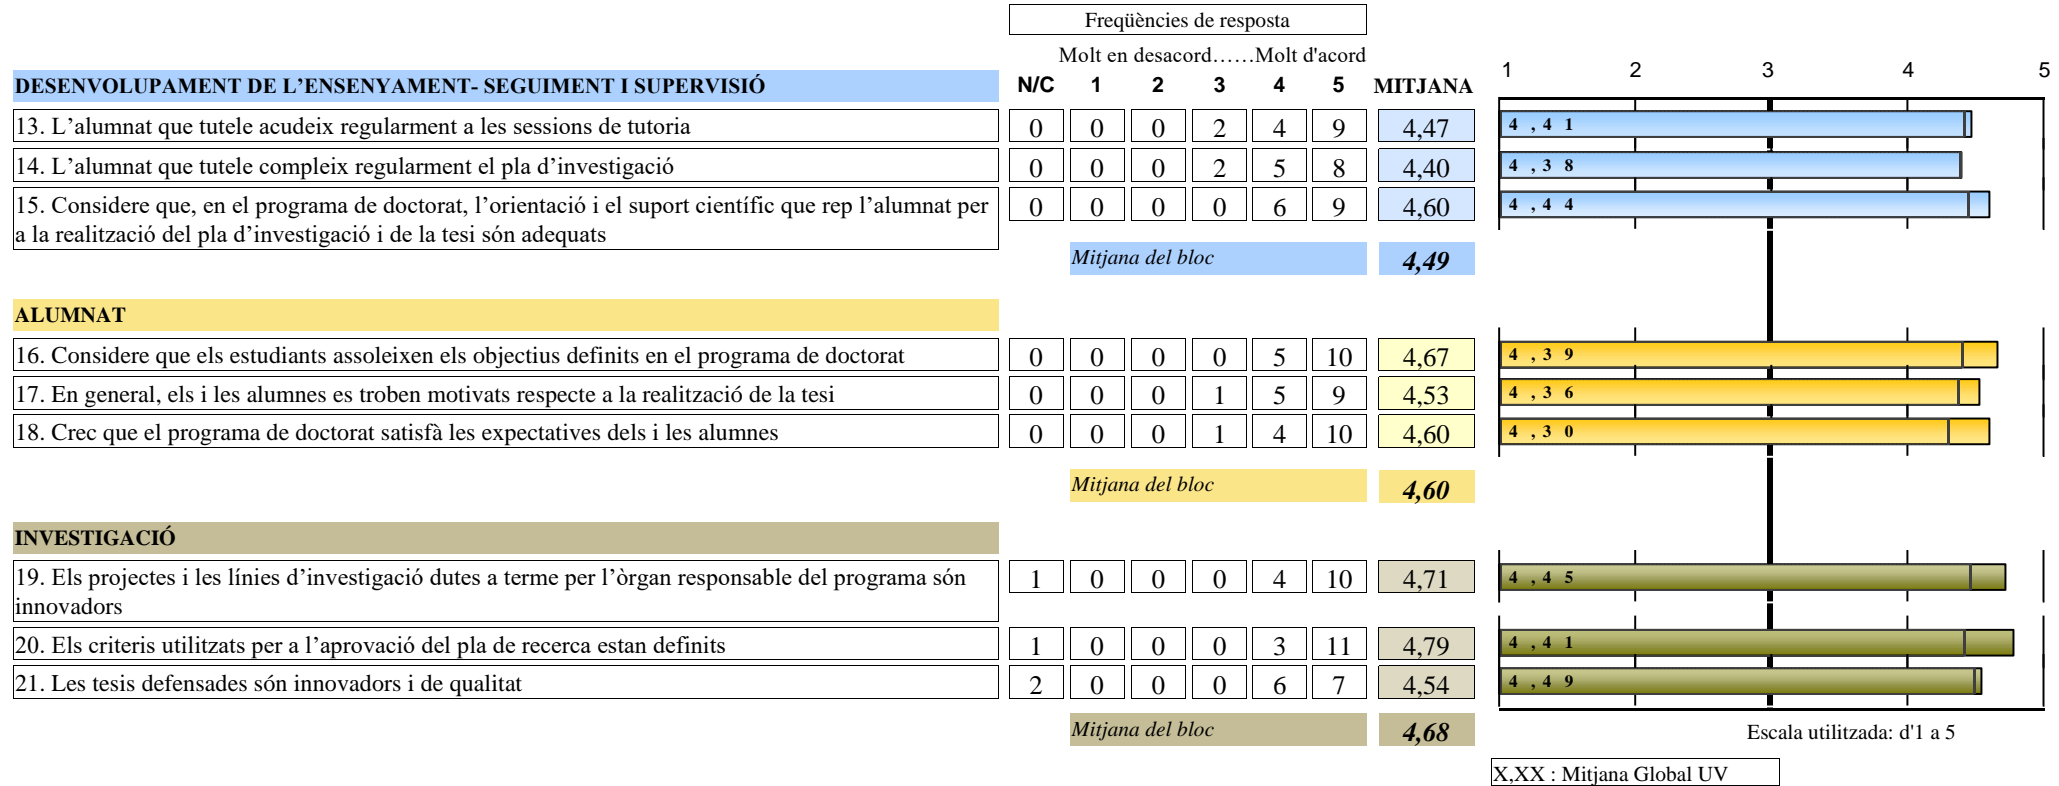 Freqüències de resposta
Molt en desacord……Molt d'acord
DESENVOLUPAMENT DE L’ENSENYAMENT- SEGUIMENT I SUPERVISIÓ N/C 1 2 3 4 5 MITJANA 1 2 3 4 5
13. L’alumnat que tutele acudeix regularment a les sessions de tutoria 0 0 0 2 4 9 4,47 4,41
14. L’alumnat que tutele compleix regularment el pla d’investigació 0 0 0 2 5 8 4,40 4,38
15. Considere que, en el programa de doctorat, l’orientació i el suport científic que rep l’alumnat per 0 0 0 0 6 9 4,60 4,44
a la realització del pla d’investigació i de la tesi són adequats
Mitjana del bloc 4,49
ALUMNAT
16. Considere que els estudiants assoleixen els objectius definits en el programa de doctorat 0 0 0 0 5 10 4,67 4,39
17. En general, els i les alumnes es troben motivats respecte a la realització de la tesi 0 0 0 1 5 9 4,53 4,36
18. Crec que el programa de doctorat satisfà les expectatives dels i les alumnes 0 0 0 1 4 10 4,60 4,30
Mitjana del bloc 4,60
INVESTIGACIÓ
19. Els projectes i les línies d’investigació dutes a terme per l’òrgan responsable del programa són 1 0 0 0 4 10 4,71 4,45
innovadors
20. Els criteris utilitzats per a l’aprovació del pla de recerca estan definits 1 0 0 0 3 11 4,79 4,41
21. Les tesis defensades són innovadors i de qualitat 2 0 0 0 6 7 4,54 4,49
Mitjana del bloc 4,68 Escala utilitzada: d'1 a 5
X,XX : Mitjana Global UV